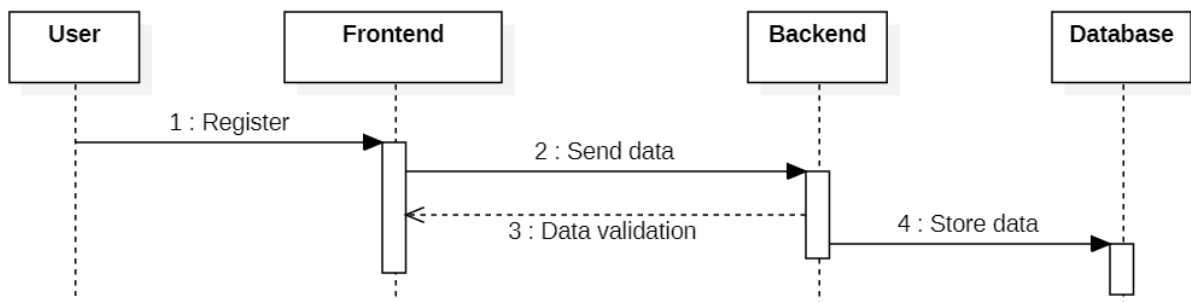 User
Frontend
Backend
Database
1 : Register
2 : Send data
3 : Data validation
4 : Store data